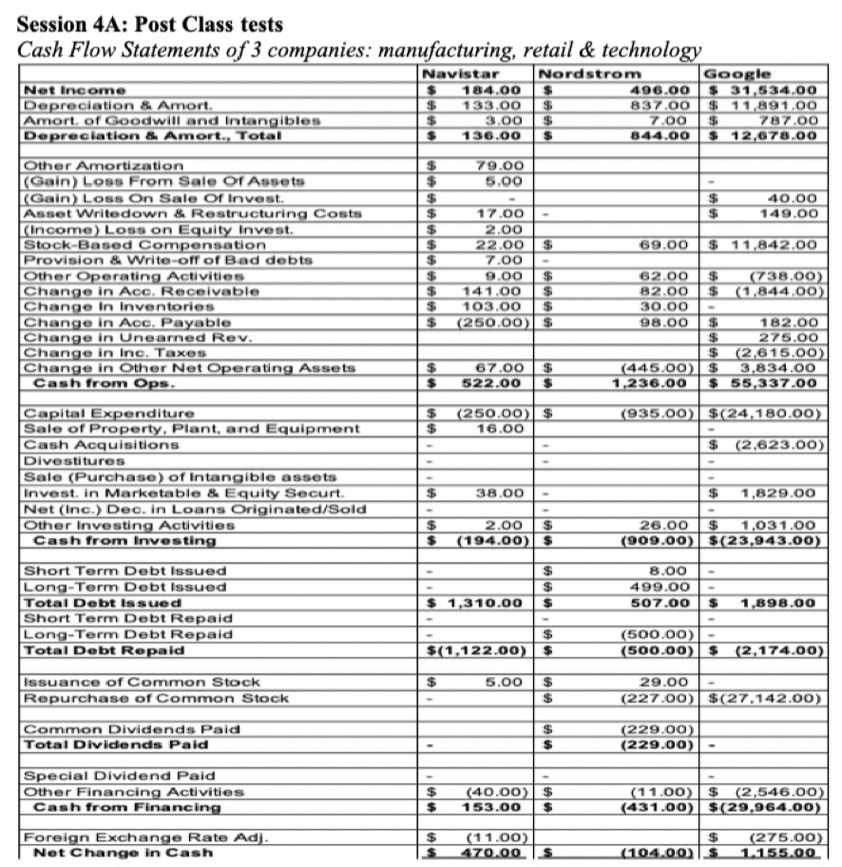 Session 4A: Post Class tests
Cash Flow Statements of 3 companies: manufacturing, retail & technology
Navistar Nordstrom Google
Net Income $ 184.00 $ 496.00 $ 31,534.00
Depreciation & Amort. $ 133.00 $ 837.00 $ 11,891.00
Amort. of Goodwill and Intangibles $ 3.00 $ 7.00 $ 787.00
Depreciation & Amort., Total $ 136.00 $ 844.00 $ 12,678.00
Other Amortization $ 79.00
(Gain) Loss From Sale Of Assets $ 5.00 -
(Gain) Loss On Sale Of Invest. $ - $ 40.00
Asset Writedown & Restructuring Costs $ 17.00 - $ 149.00
(Income) Loss on Equity Invest. $ 2.00
Stock-Based Compensation $ 22.00 $ 69.00 $ 11,842.00
Provision & Write-off of Bad debts $ 7.00 -
Other Operating Activities $ 9.00 $ 62.00 $ (738.00)
Change in Acc. Receivable $ 141.00 $ 82.00 $ (1,844.00)
Change In Inventories $ 103.00 $ 30.00 -
Change in Acc. Payable $ (250.00) $ 98.00 $ 182.00
Change in Unearned Rev. $ 275.00
Change in Inc. Taxes $ (2,615.00)
Change in Other Net Operating Assets $ 67.00 $ (445.00) $ 3,834.00
Cash from Ops. $ 522.00 $ 1,236.00 $ 55,337.00
Capital Expenditure $ (250.00) $ (935.00) $(24,180.00)
Sale of Property, Plant, and Equipment $ 16.00 -
Cash Acquisitions - - $ (2,623.00)
Divestitures - - -
Sale (Purchase) of Intangible assets - -
Invest. in Marketable & Equity Securt. $ 38.00 - $ 1,829.00
Net (Inc.) Dec. in Loans Originated/Sold - - -
Other Investing Activities $ 2.00 $ 26.00 $ 1,031.00
Cash from Investing $ (194.00) $ (909.00) $(23,943.00)
Short Term Debt Issued - $ 8.00 -
Long-Term Debt Issued - $ 499.00 -
Total Debt Issued $ 1,310.00 $ 507.00 $ 1,898.00
Short Term Debt Repaid - - -
Long-Term Debt Repaid - $ (500.00) -
Total Debt Repaid $(1,122.00) $ (500.00) $ (2,174.00)
Issuance of Common Stock $ 5.00 $ 29.00 -
Repurchase of Common Stock - $ (227.00) $(27,142.00)
Common Dividends Paid $ (229.00)
Total Dividends Paid - $ (229.00) -
Special Dividend Paid - - -
Other Financing Activities $ (40.00) $ (11.00) $ (2,546.00)
Cash from Financing $ 153.00 $ (431.00) $(29,964.00)
Foreign Exchange Rate Adj. $ (11.00) $ (275.00)
Net Change in Cash $ 470.00 $ (104.00) $ 1,155.00